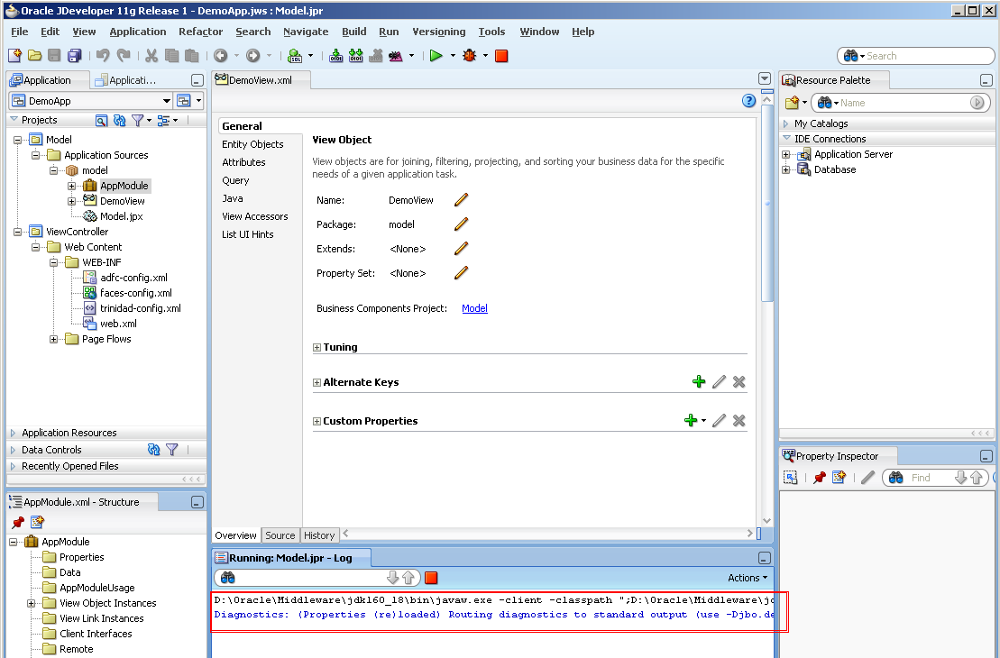 Oracle JDeveloper 11g Release 1 - DemoApp.jws : Model.jpr
File Edit View Application Refactor Search Navigate Build Run Versioning Tools Window Help
Search
Application
Applicati...
DemoApp
Projects
Model
Application Sources
model
AppModule
DemoView
Model.jpx
ViewController
Web Content
WEB-INF
adfc-config.xml
faces-config.xml
trinidad-config.xml
web.xml
Page Flows
Application Resources
Data Controls
Recently Opened Files
AppModule.xml - Structure
AppModule
Properties
Data
AppModuleUsage
View Object Instances
View Link Instances
Client Interfaces
Remote
DemoView.xml
General
Entity Objects
Attributes
Query
Java
View Accessors
List UI Hints
View Object
View objects are for joining, filtering, projecting, and sorting your business data for the specific
needs of a given application task.
Name: DemoView
Package: model
Extends: <None>
Property Set: <None>
Business Components Project: Model
Tuning
Alternate Keys
Custom Properties
Overview Source History
Running: Model.jpr - Log
Actions
D:\Oracle\Middleware\jdk160_18\bin\javaw.exe -client -classpath ";D:\Oracle\Middleware\jd
Diagnostics: (Properties (re)loaded) Routing diagnostics to standard output (use -Djbo.de
Resource Palette
Name
My Catalogs
IDE Connections
Application Server
Database
Property Inspector
Find